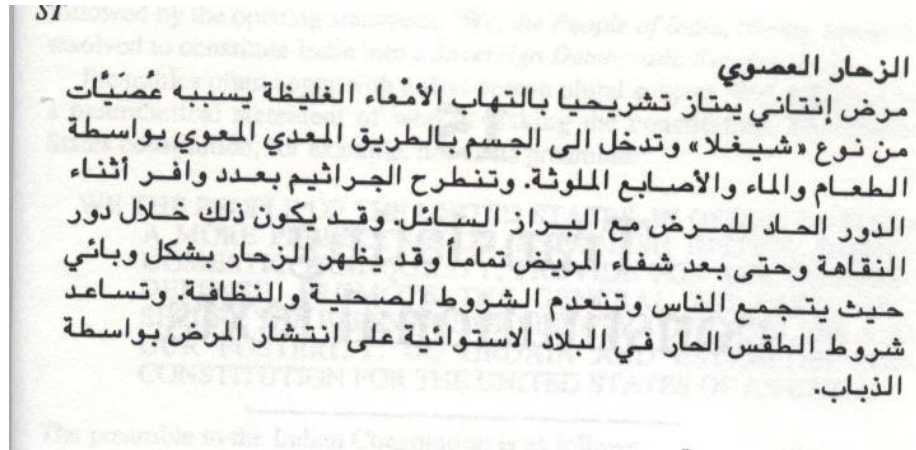 ST
الزحار العصوي
مرض إنتاني يمتاز تشريحيا بالتهاب الأمْعاء الغليظة يسببه عُصَيَّات
من نوع «شيغلا» وتدخل الى الجسم بالطريق المعدي المعوي بواسطة
الطعام والماء والأصابع الملوثة. وتنطرح الجراثيم بعدد وافر أثناء
الدور الحاد للمرض مع البراز السائل، وقد يكون ذلك خلال دور
النقاهة وحتى بعد شفاء المريض تماماً وقد يظهر الزحار بشكل وبائي
حيث يتجمع الناس وتنعدم الشروط الصحية والنظافة. وتساعد
شروط الطقس الحار في البلاد الاستوائية على انتشار المرض بواسطة
الذباب.